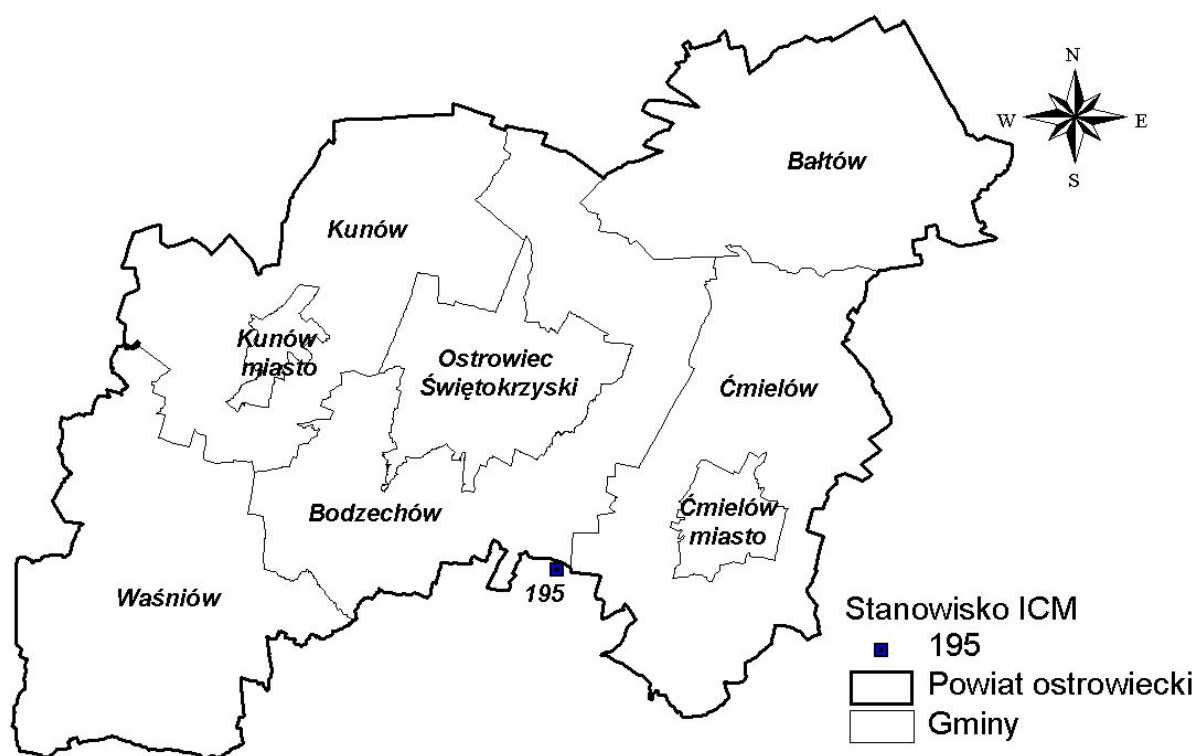 N
W
E
S
Bałtów
Kunów
Kunów
miasto
Ostrowiec
Świętokrzyski
Ćmielów
Bodzechów
Ćmielów
miasto
Waśniów
195
Stanowisko ICM
195
Powiat ostrowiecki
Gminy